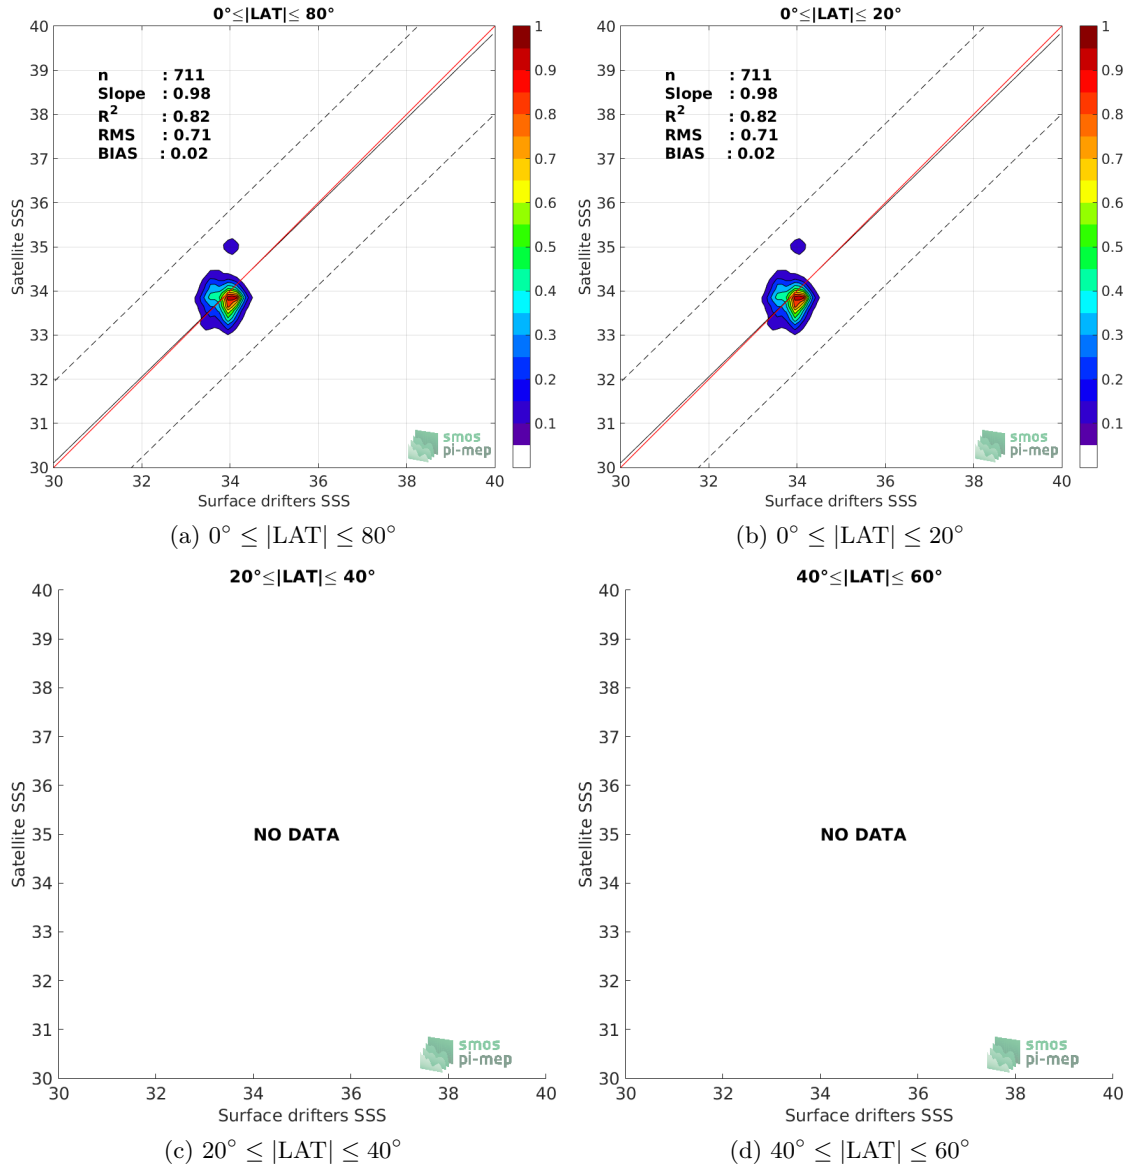 0°≤|LAT|≤ 80°
40
39
38
37
36
35
34
33
32
31
30
Satellite SSS
n : 711
Slope : 0.98
R² : 0.82
RMS : 0.71
BIAS : 0.02
smos
pi-mep
30 32 34 36 38 40
Surface drifters SSS
1
0.9
0.8
0.7
0.6
0.5
0.4
0.3
0.2
0.1
(a) 0° ≤ |LAT| ≤ 80°
0°≤|LAT|≤ 20°
40
39
38
37
36
35
34
33
32
31
30
Satellite SSS
n : 711
Slope : 0.98
R² : 0.82
RMS : 0.71
BIAS : 0.02
smos
pi-mep
30 32 34 36 38 40
Surface drifters SSS
1
0.9
0.8
0.7
0.6
0.5
0.4
0.3
0.2
0.1
(b) 0° ≤ |LAT| ≤ 20°
20°≤|LAT|≤ 40°
40
39
38
37
36
35
34
33
32
31
30
Satellite SSS
NO DATA
smos
pi-mep
30 32 34 36 38 40
Surface drifters SSS
(c) 20° ≤ |LAT| ≤ 40°
40°≤|LAT|≤ 60°
40
39
38
37
36
35
34
33
32
31
30
Satellite SSS
NO DATA
smos
pi-mep
30 32 34 36 38 40
Surface drifters SSS
(d) 40° ≤ |LAT| ≤ 60°